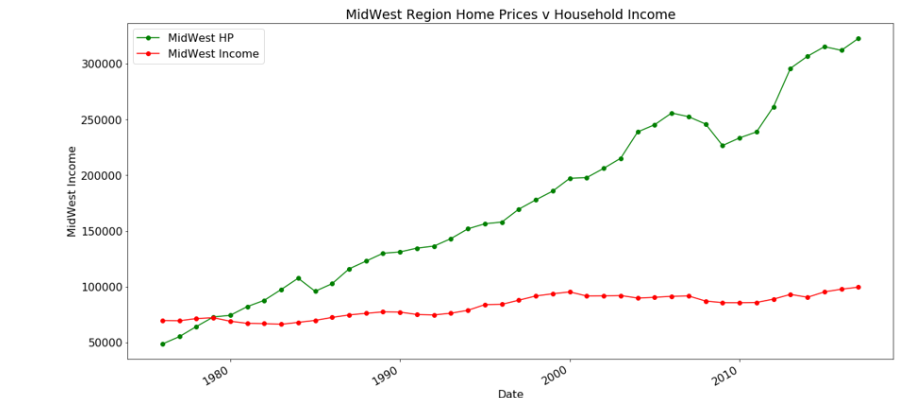 MidWest Region Home Prices v Household Income
MidWest HP
MidWest Income
300000
250000
200000
150000
100000
50000
MidWest Income
1980
1990
2000
2010
Date